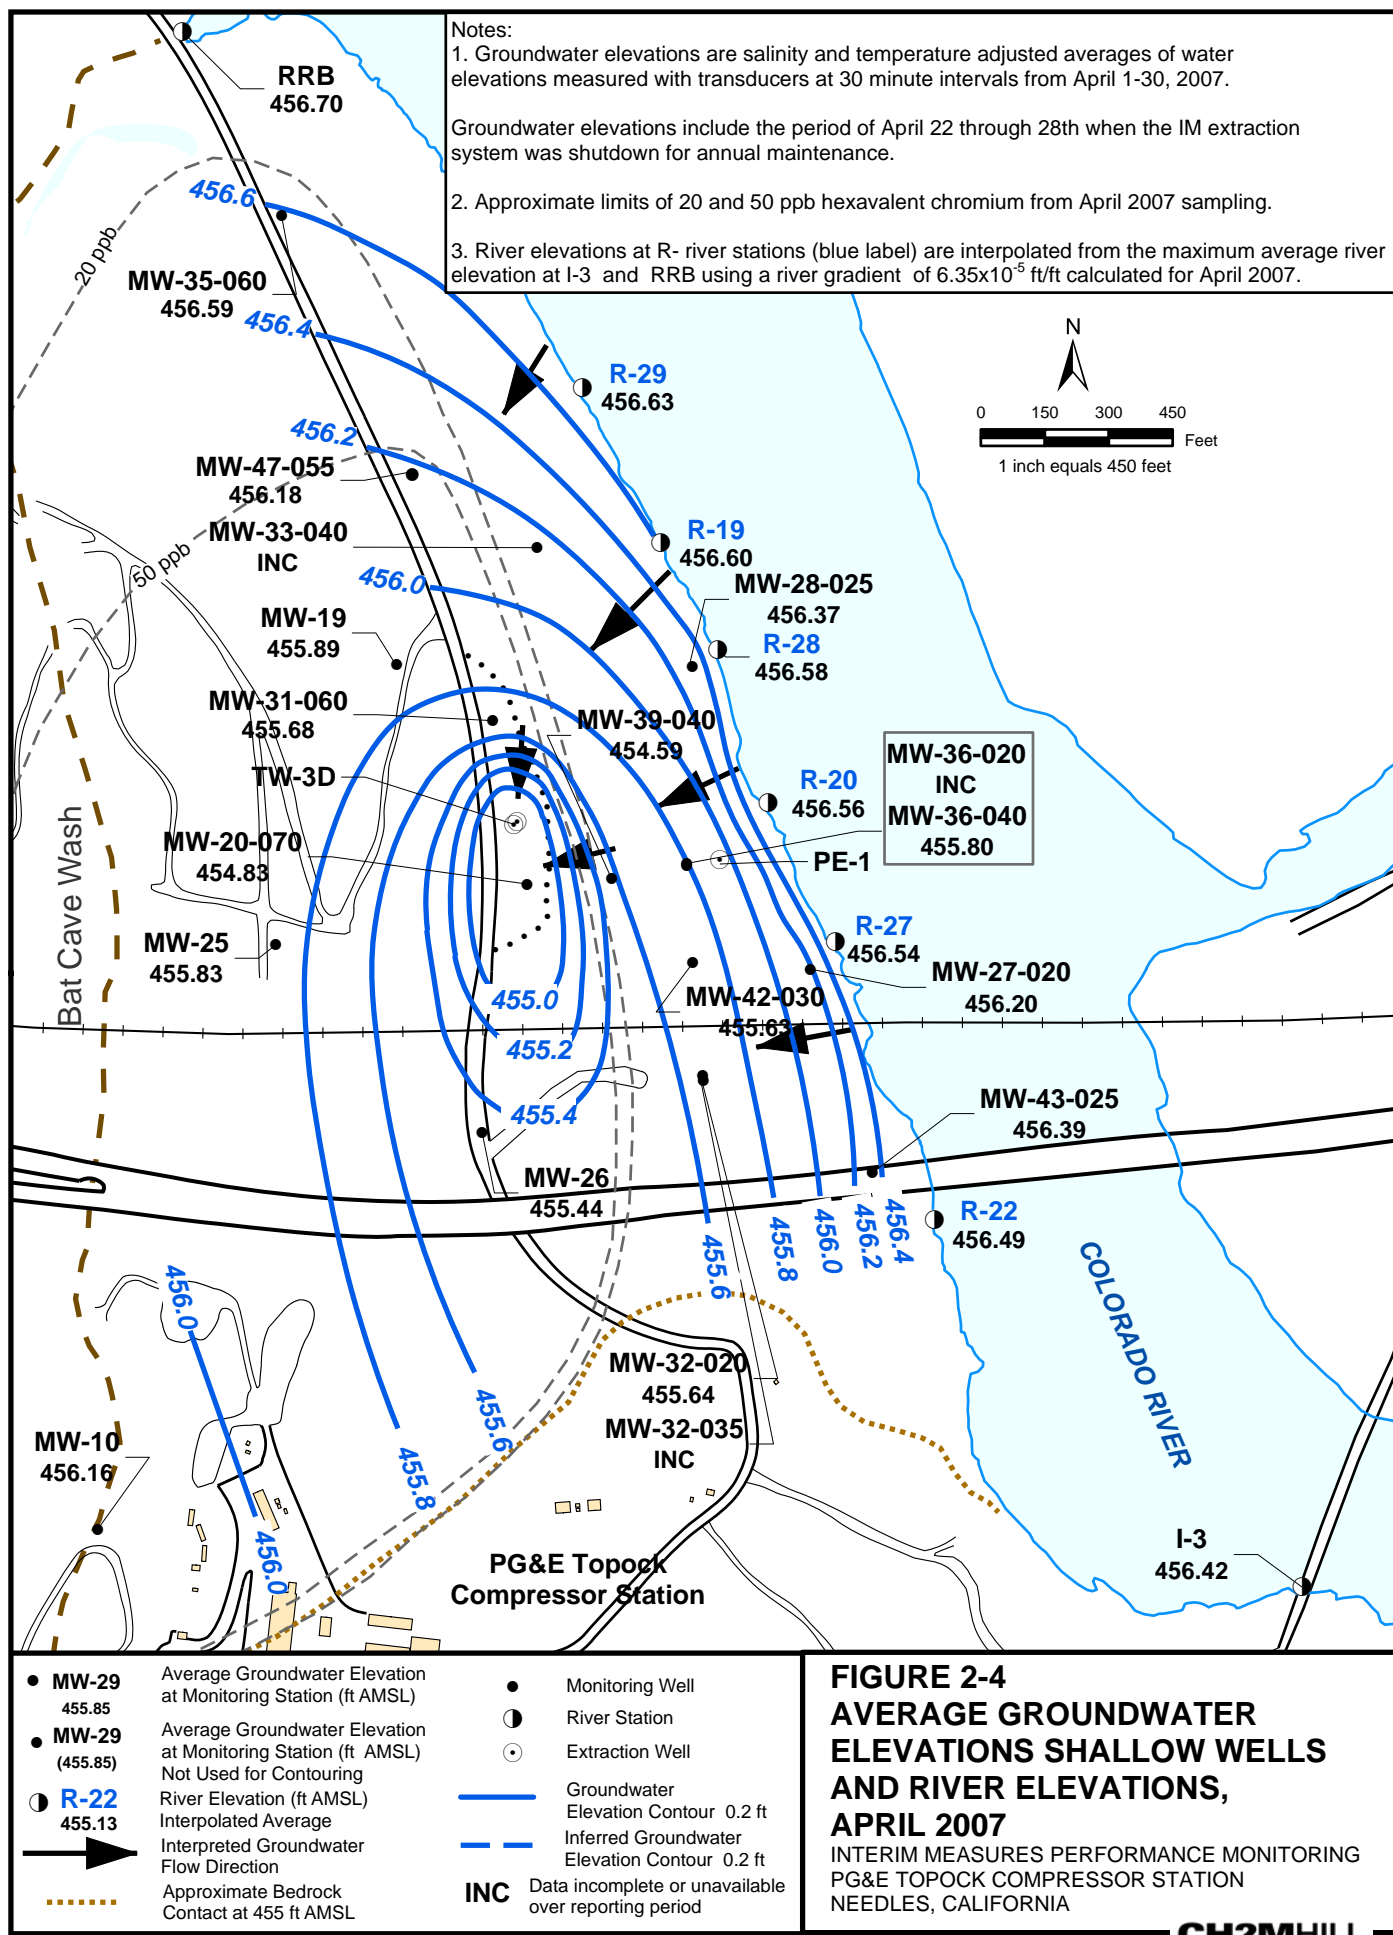 Notes:
1. Groundwater elevations are salinity and temperature adjusted averages of water
elevations measured with transducers at 30 minute intervals from April 1-30, 2007.
Groundwater elevations include the period of April 22 through 28th when the IM extraction
system was shutdown for annual maintenance.
2. Approximate limits of 20 and 50 ppb hexavalent chromium from April 2007 sampling.
3. River elevations at R- river stations (blue label) are interpolated from the maximum average river
elevation at I-3 and RRB using a river gradient of 6.35x10⁻⁵ ft/ft calculated for April 2007.
RRB
456.70
456.6
20 ppb
MW-35-060
456.59
456.4
N
0 150 300 450
Feet
1 inch equals 450 feet
R-29
456.63
456.2
MW-47-055
456.18
MW-33-040
INC
50 ppb
R-19
456.60
456.0
MW-28-025
456.37
MW-19
455.89
R-28
456.58
MW-31-060
455.68
MW-39-040
454.59
MW-36-020
INC
MW-36-040
455.80
TW-3D
R-20
456.56
MW-20-070
454.83
PE-1
Bat Cave Wash
MW-25
455.83
R-27
456.54
MW-27-020
456.20
455.0
MW-42-030
455.63
455.2
455.4
MW-43-025
456.39
MW-26
455.44
R-22
456.49
455.6
455.8
456.0
456.2
456.4
456.0
COLORADO RIVER
MW-32-020
455.64
MW-32-035
INC
455.6
455.8
MW-10
456.16
456.0
I-3
456.42
PG&E Topock
Compressor Station
MW-29
455.85
Average Groundwater Elevation
at Monitoring Station (ft AMSL)
MW-29
(455.85)
Average Groundwater Elevation
at Monitoring Station (ft AMSL)
Not Used for Contouring
R-22
455.13
River Elevation (ft AMSL)
Interpolated Average
Interpreted Groundwater
Flow Direction
Approximate Bedrock
Contact at 455 ft AMSL
Monitoring Well
River Station
Extraction Well
Groundwater
Elevation Contour 0.2 ft
Inferred Groundwater
Elevation Contour 0.2 ft
INC
Data incomplete or unavailable
over reporting period
FIGURE 2-4
AVERAGE GROUNDWATER
ELEVATIONS SHALLOW WELLS
AND RIVER ELEVATIONS,
APRIL 2007
INTERIM MEASURES PERFORMANCE MONITORING
PG&E TOPOCK COMPRESSOR STATION
NEEDLES, CALIFORNIA
CH2MHILL